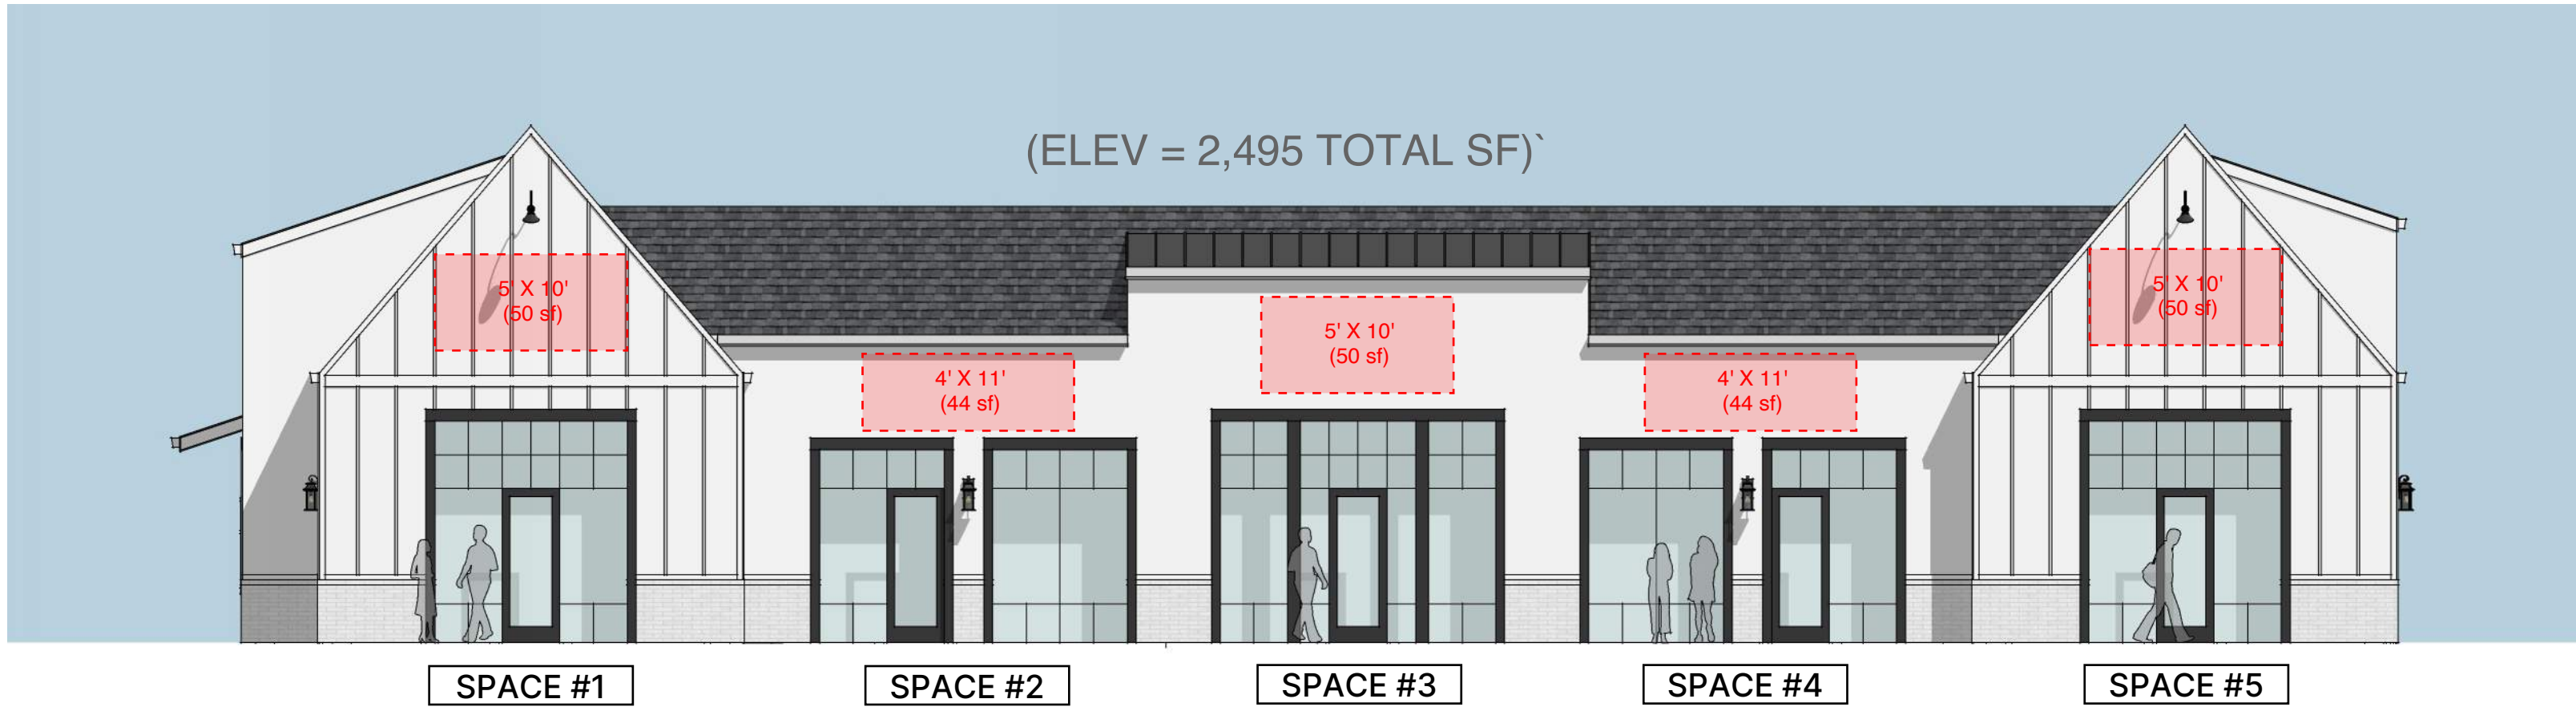 (ELEV = 2,495 TOTAL SF)`
5' X 10'
(50 sf)
4' X 11'
(44 sf)
5' X 10'
(50 sf)
4' X 11'
(44 sf)
5' X 10'
(50 sf)
SPACE #1
SPACE #2
SPACE #3
SPACE #4
SPACE #5